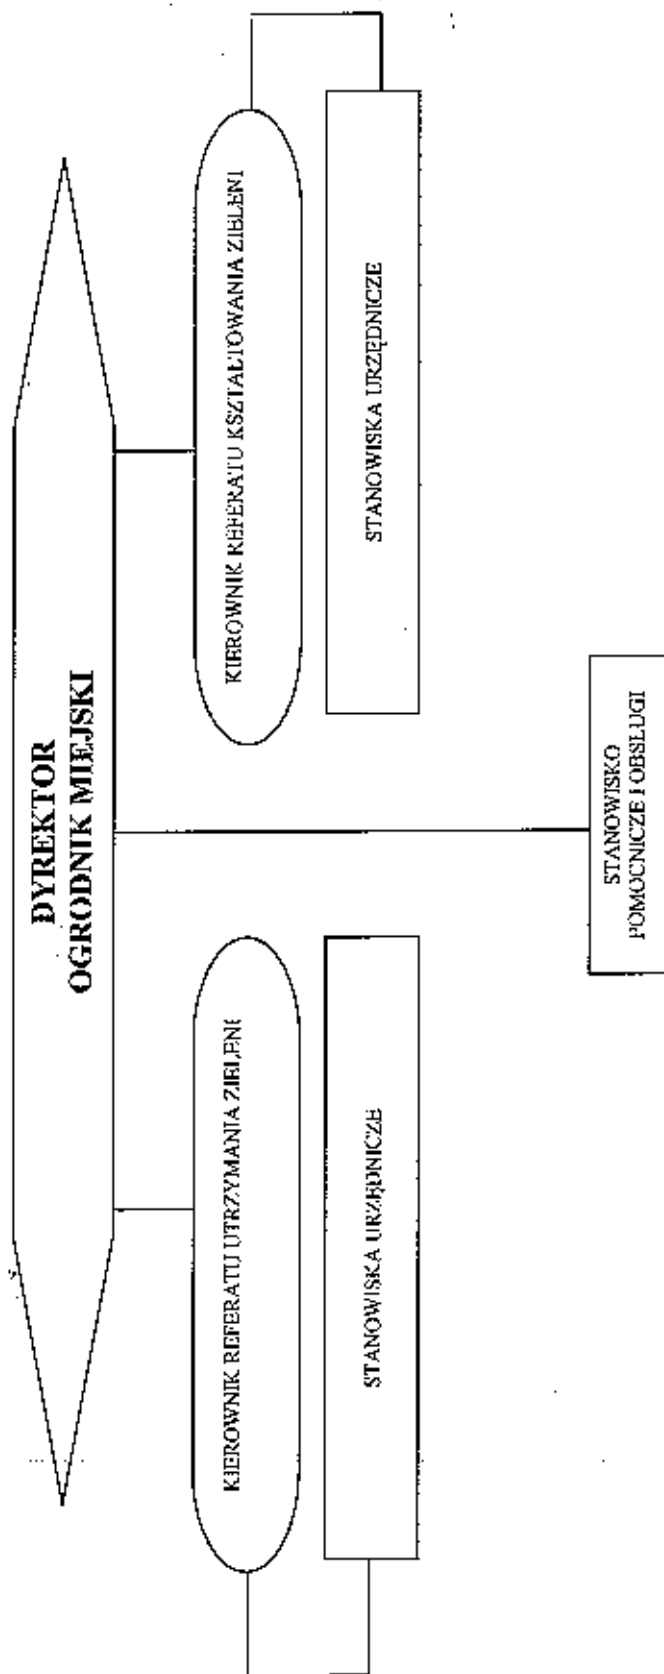 DYREKTOR
OGRODNIK MIEJSKI
KIEROWNIK REFERATU UTRZYMANIA ZIELENI
KIEROWNIK REFERATU KSZTAŁTOWANIA ZIELENI
STANOWISKA URZĘDNICZE
STANOWISKA URZĘDNICZE
STANOWISKO
POMOCNICZE I OBSŁUGI